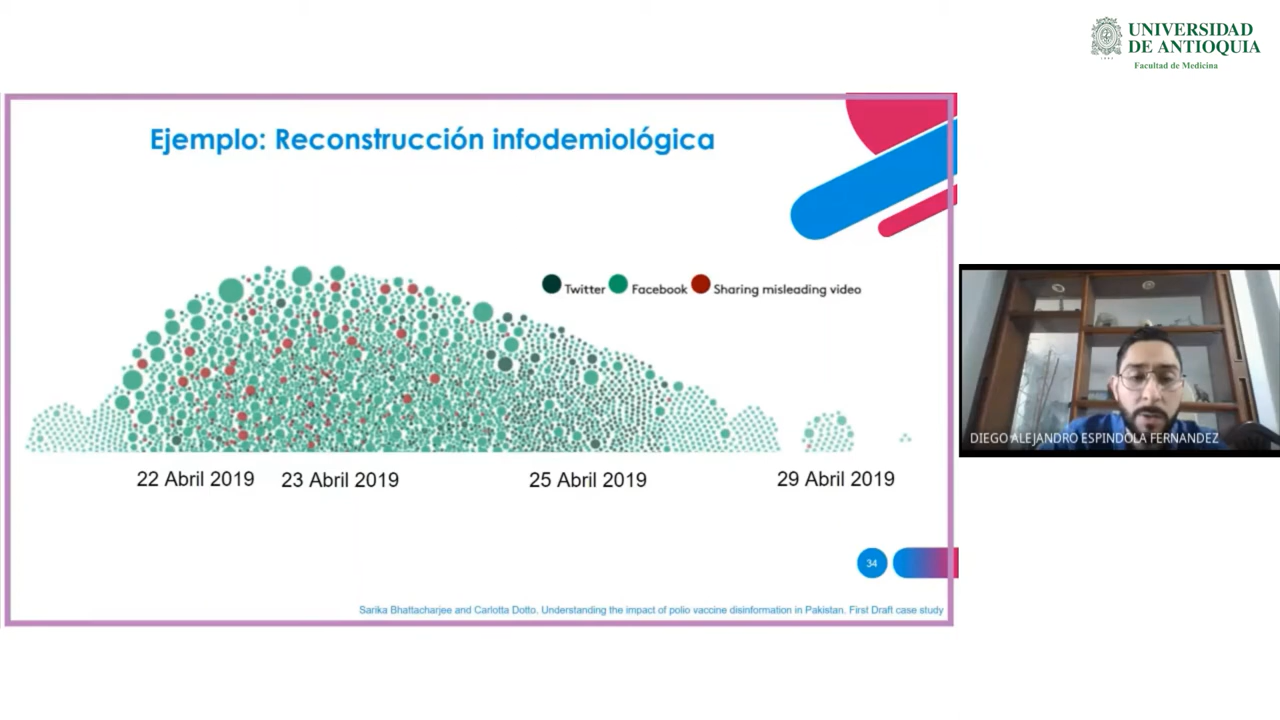 UNIVERSIDAD
DE ANTIOQUIA
Facultad de Medicina
Ejemplo: Reconstrucción infodemiológica
Twitter Facebook Sharing misleading video
22 Abril 2019 23 Abril 2019 25 Abril 2019 29 Abril 2019
34
Sarika Bhattacharjee and Carlotta Dotto. Understanding the impact of polio vaccine disinformation in Pakistan. First Draft case study
DIEGO ALEJANDRO ESPINDOLA FERNANDEZ